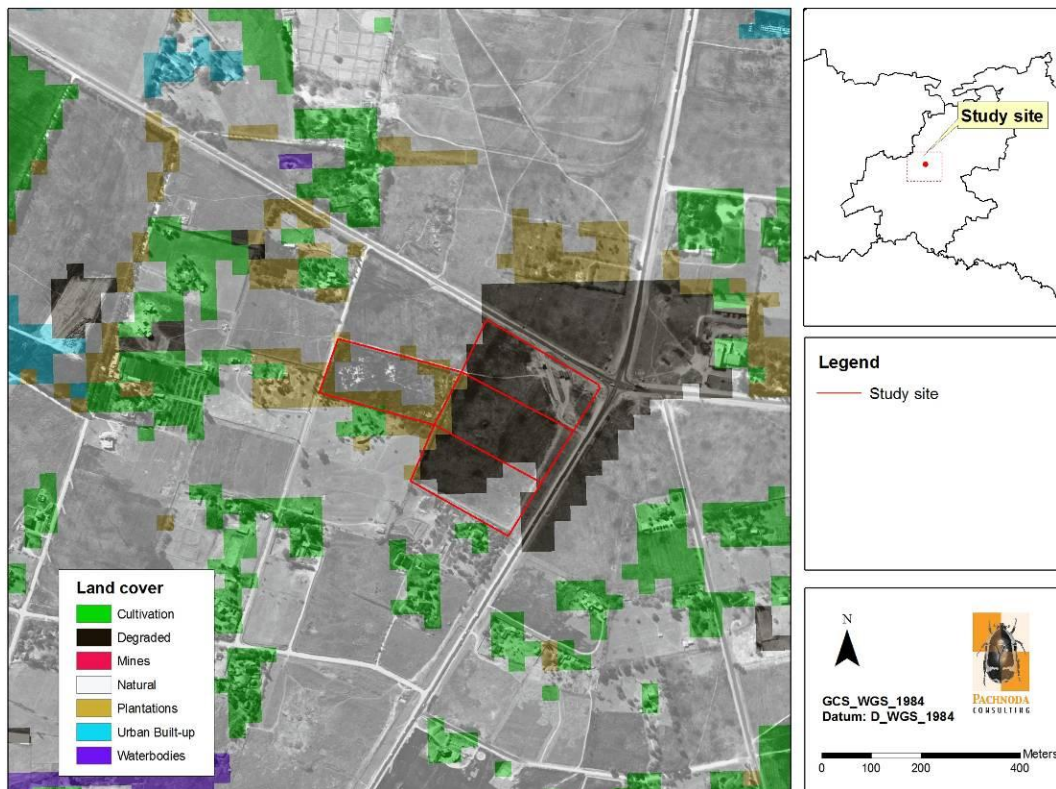 Study site
Legend
Study site
Land cover
Cultivation
Degraded
Mines
Natural
Plantations
Urban Built-up
Waterbodies
N
GCS_WGS_1984
Datum: D_WGS_1984
PACHNODA
CONSULTING
Meters
0 100 200 400